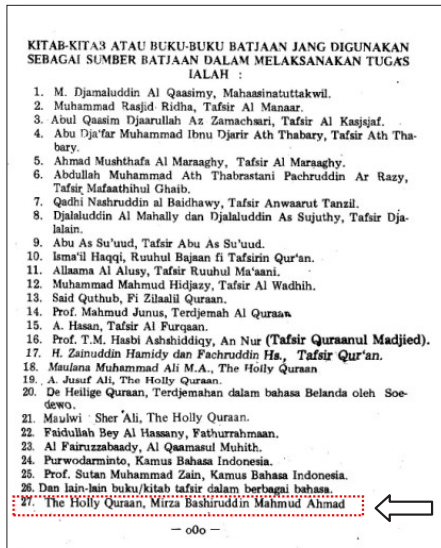 KITAB-KITAB ATAU BUKU-BUKU BATJAAN JANG DIGUNAKAN
SEBAGAI SUMBER BATJAAN DALAM MELAKSANAKAN TUGAS
IALAH :
1. M. Djamaluddin Al Qaasimy, Mahaasinatuttakwil.
2. Muhammad Rasjid Ridha, Tafsir Al Manaar.
3. Abul Qaasim Djaarullah Az Zamachsari, Tafsir Al Kasjsjaf.
4. Abu Dja'far Muhammad Ibnu Djarir Ath Thabary, Tafsir Ath Tha-
bary.
5. Ahmad Mushthafa Al Maraaghy, Tafsir Al Maraaghy.
6. Abdullah Muhammad Ath Thabrastani Pachruddin Ar Razy,
Tafsir Mafaathihul Ghaib.
7. Qadhi Nashruddin al Baidhawy, Tafsir Anwaarut Tanzil.
8. Djalaluddin Al Mahally dan Djalaluddin As Sujuthy, Tafsir Dja-
lalain.
9. Abu As Su'uud, Tafsir Abu As Su'uud.
10. Isma'il Haqqi, Ruuhul Bajaan fi Tafsirin Qur'an.
11. Allaama Al Alusy, Tafsir Ruuhul Ma'aani.
12. Muhammad Mahmud Hidjazy, Tafsir Al Wadhih.
13. Said Quthub, Fi Zilaalil Quraan.
14. Prof. Mahmud Junus, Terdjemah Al Quraan
15. A. Hasan, Tafsir Al Furqaan.
16. Prof. T.M. Hasbi Ashshiddiqy, An Nur (Tafsir Quraanul Madjied).
17. H. Zainuddin Hamidy dan Fachruddin Hs., Tafsir Qur'an.
18. Maulana Muhammad Ali M.A., The Holly Quraan
19. A. Jusuf Ali, The Holly Quraan.
20. De Heilige Quraan, Terdjemahan dalam bahasa Belanda oleh Soe-
dewo.
21. Maulwi Sher Ali, The Holly Quraan.
22. Faidullah Bey Al Hassany, Fathurrahmaan.
23. Al Fairuzzabaady, Al Qaamasul Muhith.
24. Purwodarminto, Kamus Bahasa Indonesia.
25. Prof. Sutan Muhammad Zain, Kamus Bahasa Indonesia.
26. Dan lain-lain buku/kitab tafsir dalam berbagai bahasa.
27. The Holly Quraan, Mirza Bashiruddin Mahmud Ahmad
— o0o —